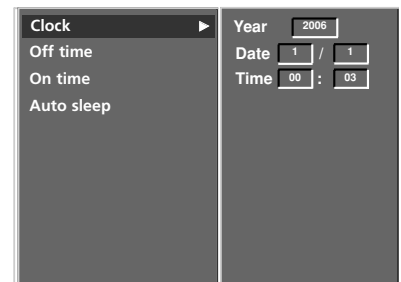 Clock
Off time
On time
Auto sleep
Year 2006
Date 1 / 1
Time 00 : 03